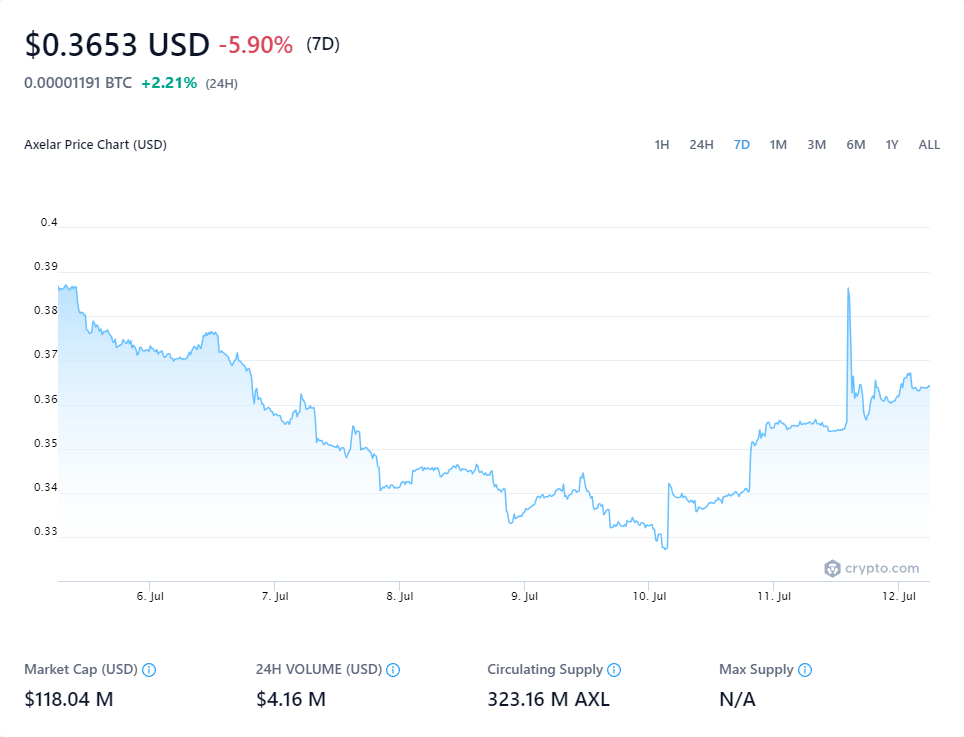 $0.3653 USD -5.90% (7D)
0.00001191 BTC +2.21% (24H)
Axelar Price Chart (USD) 1H 24H 7D 1M 3M 6M 1Y ALL
0.4
0.39
0.38
0.37
0.36
0.35
0.34
0.33
crypto.com
6. Jul 7. Jul 8. Jul 9. Jul 10. Jul 11. Jul 12. Jul
Market Cap (USD) 24H VOLUME (USD) Circulating Supply Max Supply
$118.04 M $4.16 M 323.16 M AXL N/A